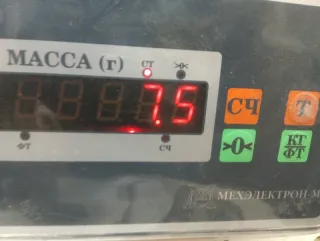 МАССА (г)
СТ
7.5
ФТ
СЧ
СЧ
Т
>0<
КГ
ФТ
МЕХЭЛЕКТРОН-М